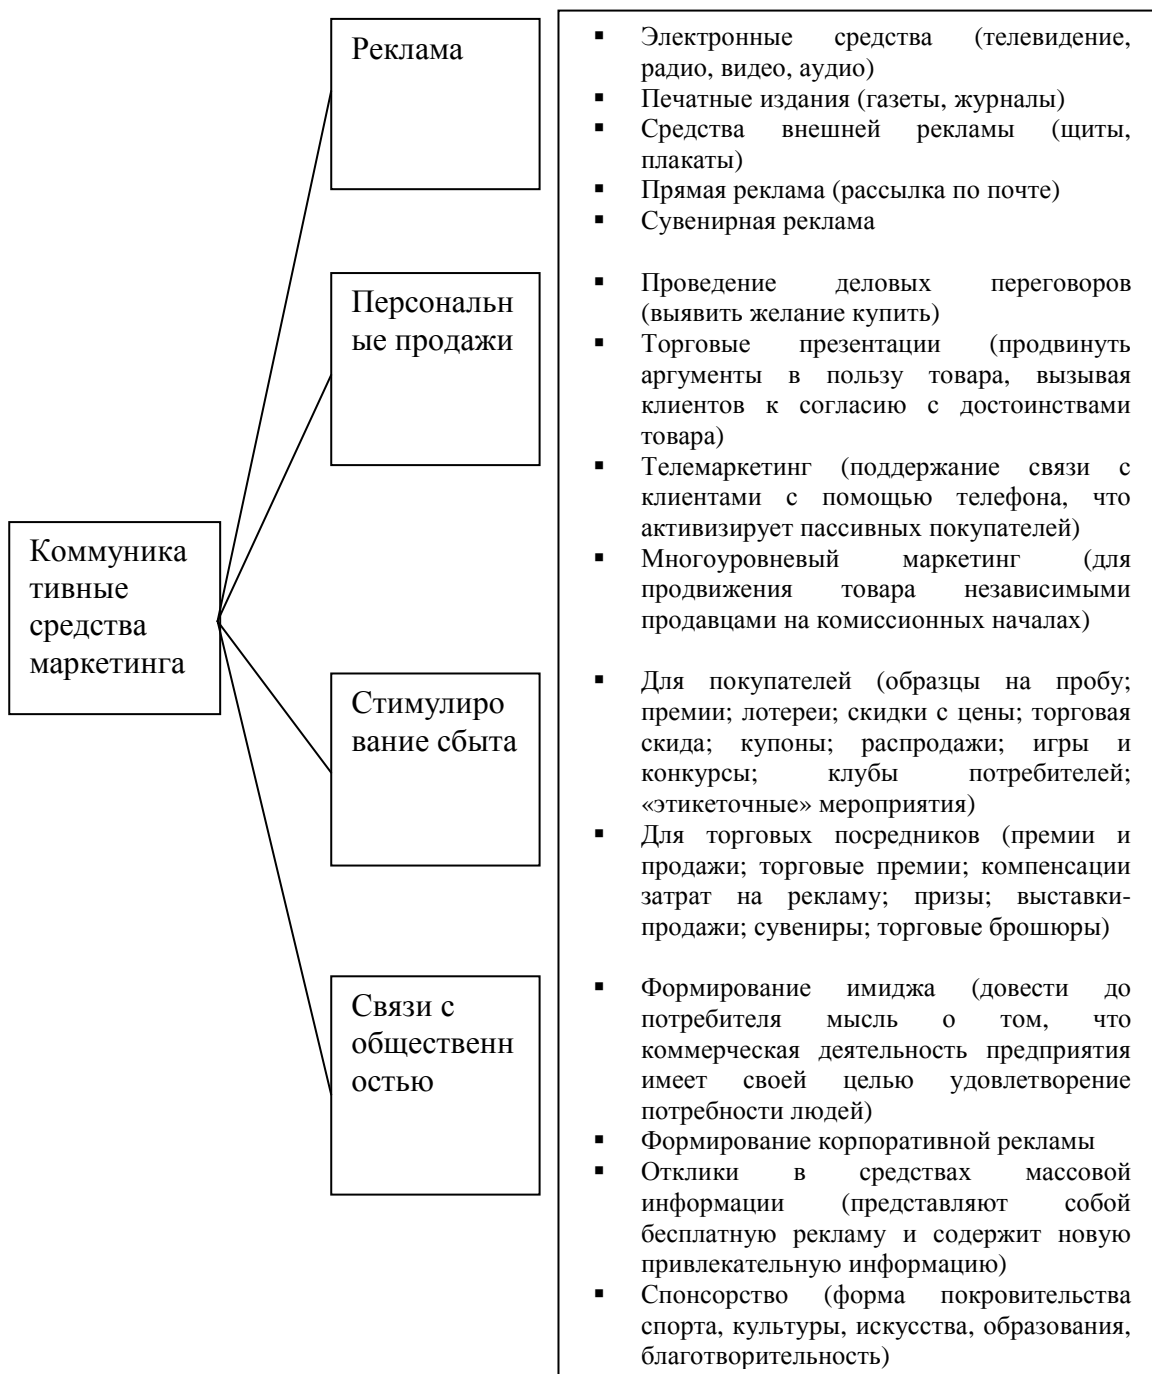 Реклама
▪ Электронные средства (телевидение,
радио, видео, аудио)
▪ Печатные издания (газеты, журналы)
▪ Средства внешней рекламы (щиты,
плакаты)
▪ Прямая реклама (рассылка по почте)
▪ Сувенирная реклама
Персональн
ые продажи
▪ Проведение деловых переговоров
(выявить желание купить)
▪ Торговые презентации (продвинуть
аргументы в пользу товара, вызывая
клиентов к согласию с достоинствами
товара)
▪ Телемаркетинг (поддержание связи с
клиентами с помощью телефона, что
активизирует пассивных покупателей)
▪ Многоуровневый маркетинг (для
продвижения товара независимыми
продавцами на комиссионных началах)
Коммуника
тивные
средства
маркетинга
Стимулиро
вание сбыта
▪ Для покупателей (образцы на пробу;
премии; лотереи; скидки с цены; торговая
скида; купоны; распродажи; игры и
конкурсы; клубы потребителей;
«этикеточные» мероприятия)
▪ Для торговых посредников (премии и
продажи; торговые премии; компенсации
затрат на рекламу; призы; выставки-
продажи; сувениры; торговые брошюры)
Связи с
общественн
остью
▪ Формирование имиджа (довести до
потребителя мысль о том, что
коммерческая деятельность предприятия
имеет своей целью удовлетворение
потребности людей)
▪ Формирование корпоративной рекламы
▪ Отклики в средствах массовой
информации (представляют собой
бесплатную рекламу и содержит новую
привлекательную информацию)
▪ Спонсорство (форма покровительства
спорта, культуры, искусства, образования,
благотворительность)